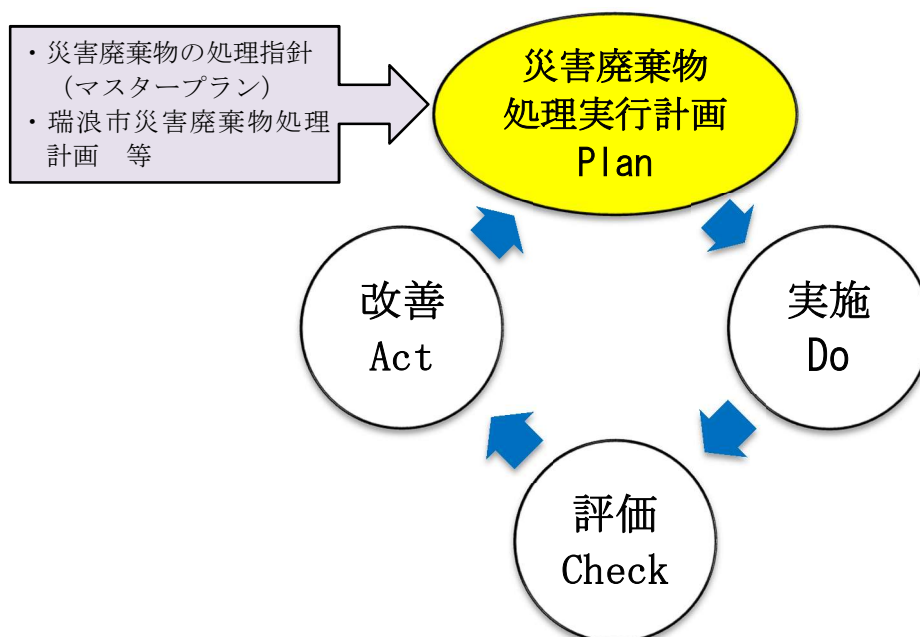 ・災害廃棄物の処理指針
（マスタープラン）
・瑞浪市災害廃棄物処理
計画　等
災害廃棄物
処理実行計画
Plan
実施
Do
評価
Check
改善
Act